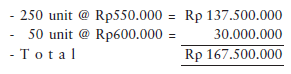 - 250 unit @ Rp550.000 = Rp 137.500.000
- 50 unit @ Rp600.000 = 30.000.000
- T o t a l Rp 167.500.000